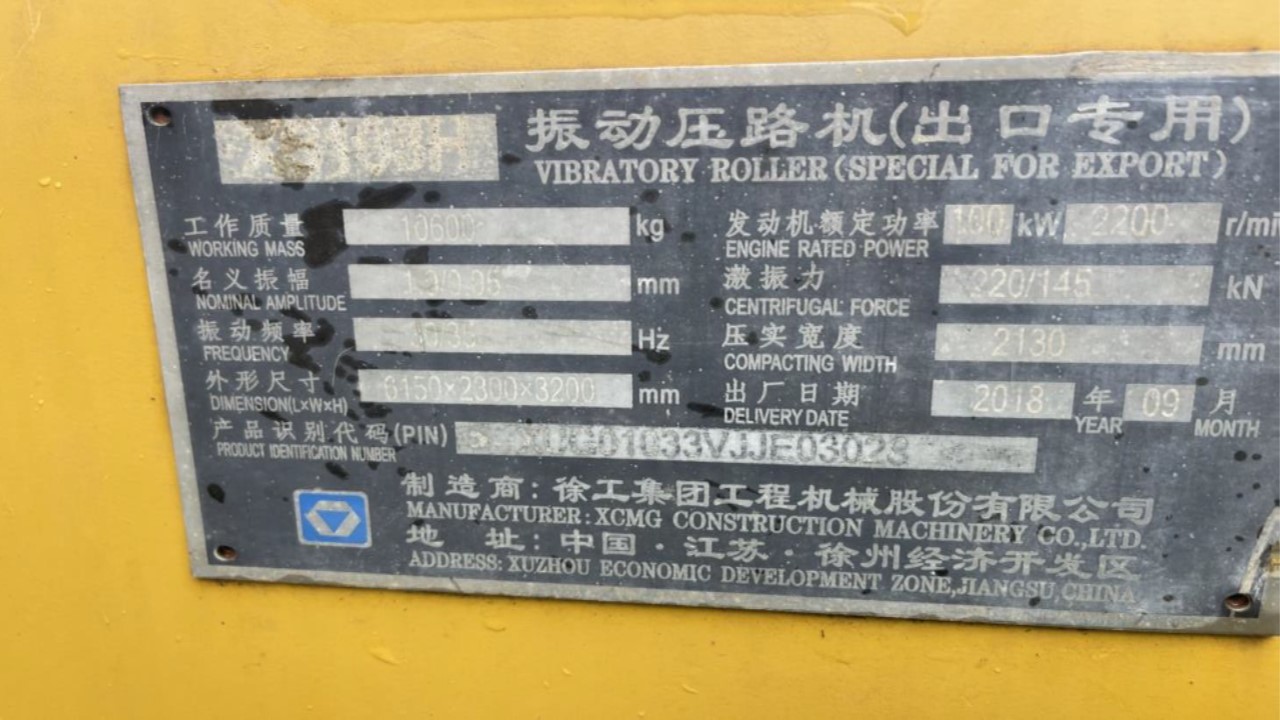 振动压路机(出口专用)
VIBRATORY ROLLER (SPECIAL FOR EXPORT)
工作质量 10600 kg 发动机额定功率 100 kW 2200 r/mi
WORKING MASS ENGINE RATED POWER
名义振幅 mm 激振力 220/145 kN
NOMINAL AMPLITUDE CENTRIFUGAL FORCE
振动频率 Hz 压实宽度 2130 mm
FREQUENCY COMPACTING WIDTH
外形尺寸 6150×2300×3200 mm 出厂日期 2018 年 09 月
DIMENSION(L×W×H) DELIVERY DATE YEAR MONTH
产品识别代码(PIN)
PRODUCT IDENTIFICATION NUMBER
制造商:徐工集团工程机械股份有限公司
MANUFACTURER: XCMG CONSTRUCTION MACHINERY CO.,LTD.
地 址:中国·江苏·徐州经济开发区
ADDRESS: XUZHOU ECONOMIC DEVELOPMENT ZONE,JIANGSU,CHINA